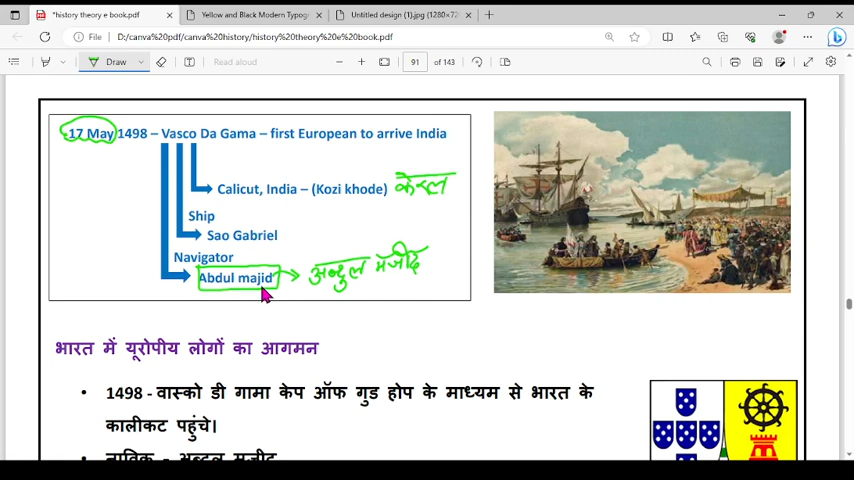 *history theory e book.pdf
Yellow and Black Modern Typogr
Untitled design (1).jpg (1280×72
File
D:/canva%20pdf/canva%20history/history%20theory%20e%20book.pdf
Draw
Read aloud
91 of 143
17 May 1498 – Vasco Da Gama – first European to arrive India
Calicut, India – (Kozi khode) केरल
Ship
Sao Gabriel
Navigator
Abdul majid अब्दुल मजीद
भारत में यूरोपीय लोगों का आगमन
• 1498 - वास्को डी गामा केप ऑफ गुड होप के माध्यम से भारत के
कालीकट पहुंचे।
• नाविक - अब्दुल मजीद